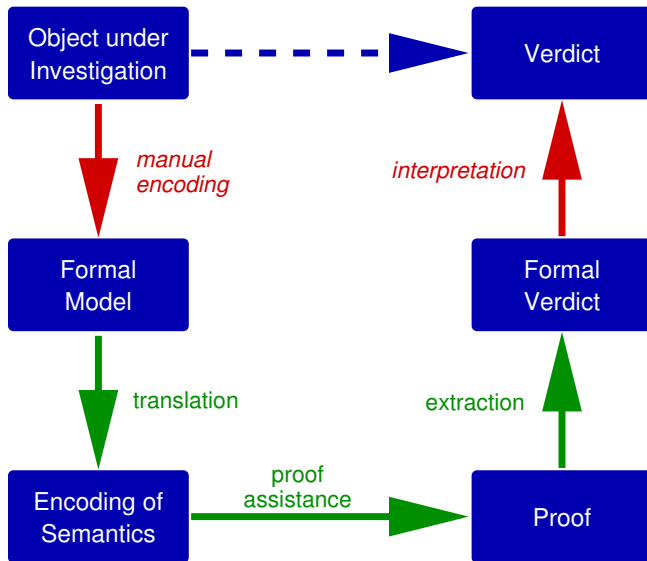 Object under
Investigation
Verdict
manual
encoding
interpretation
Formal
Model
Formal
Verdict
translation
extraction
proof
assistance
Encoding of
Semantics
Proof